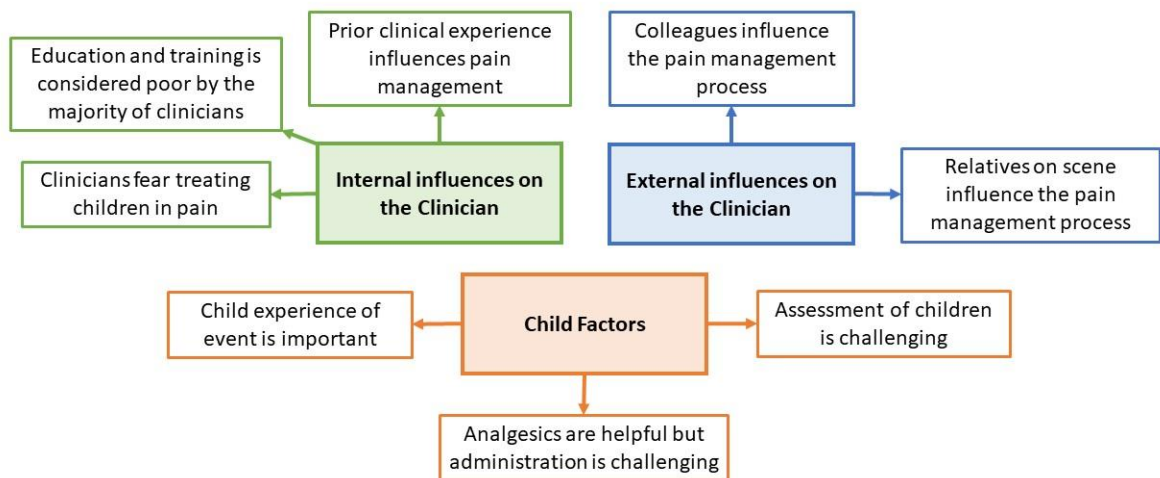 Prior clinical experience
influences pain
management
Colleagues influence
the pain management
process
Education and training is
considered poor by the
majority of clinicians
Clinicians fear treating
children in pain
Internal influences on
the Clinician
External influences on
the Clinician
Relatives on scene
influence the pain
management process
Child experience of
event is important
Child Factors
Assessment of children
is challenging
Analgesics are helpful but
administration is challenging